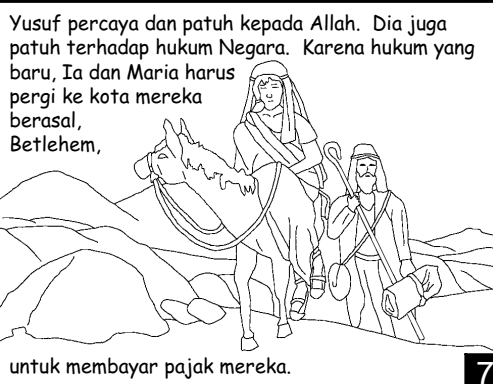 Yusuf percaya dan patuh kepada Allah. Dia juga
patuh terhadap hukum Negara. Karena hukum yang
baru, Ia dan Maria harus
pergi ke kota mereka
berasal,
Betlehem,
untuk membayar pajak mereka.
7